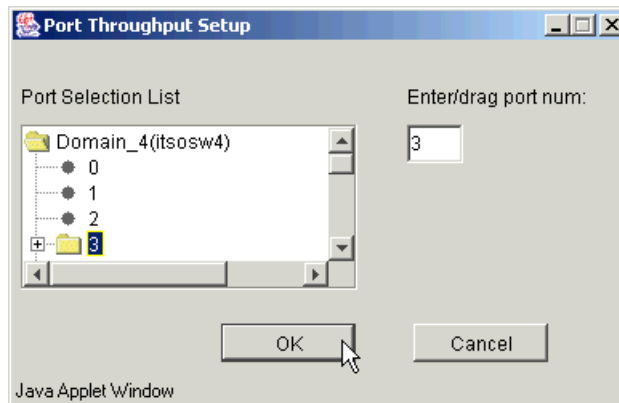 Port Throughput Setup
Port Selection List
Enter/drag port num:
Domain_4(itsosw4)
3
0
1
2
3
OK
Cancel
Java Applet Window